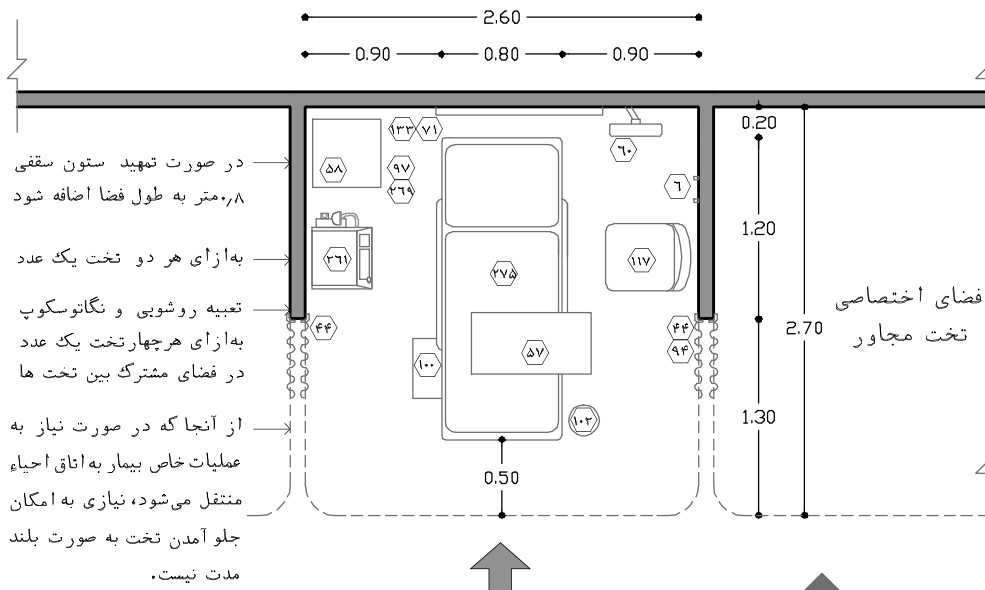 2.60
0.90 0.80 0.90
0.20
۱۳۳ ۷۱
۶۰
۵۸
۹۷
۲۶۹
۶
در صورت تمهید ستون سقفی
۰٫۸متر به طول فضا اضافه شود
1.20
به‌ازای هر دو تخت یک عدد
۲۶۱
۲۷۵
۱۱۷
فضای اختصاصی
تخت مجاور
2.70
تعبیه روشویی و نگاتوسکوپ
به‌ازای هرچهارتخت یک عدد
در فضای مشترک بین تخت ها
۴۴
۴۴
۹۴
۵۷
۱۰۰
۱۰۲
1.30
0.50
از آنجا که در صورت نیاز به
عملیات خاص بیمار به اتاق احیاء
منتقل می‌شود، نیازی به امکان
جلو آمدن تخت به صورت بلند
مدت نیست.